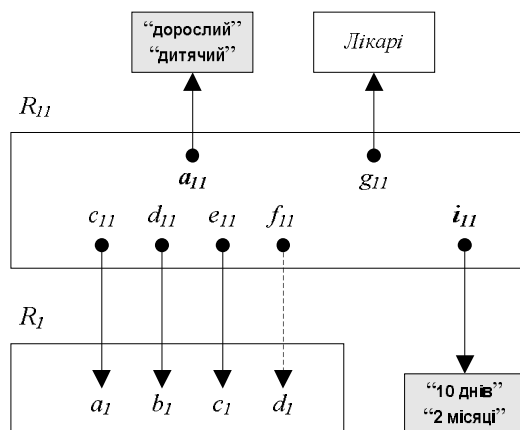 “дорослий”
“дитячий”
Лікарі
R11
a11 g11
c11 d11 e11 f11 i11
R1
a1 b1 c1 d1
“10 днів”
“2 місяці”